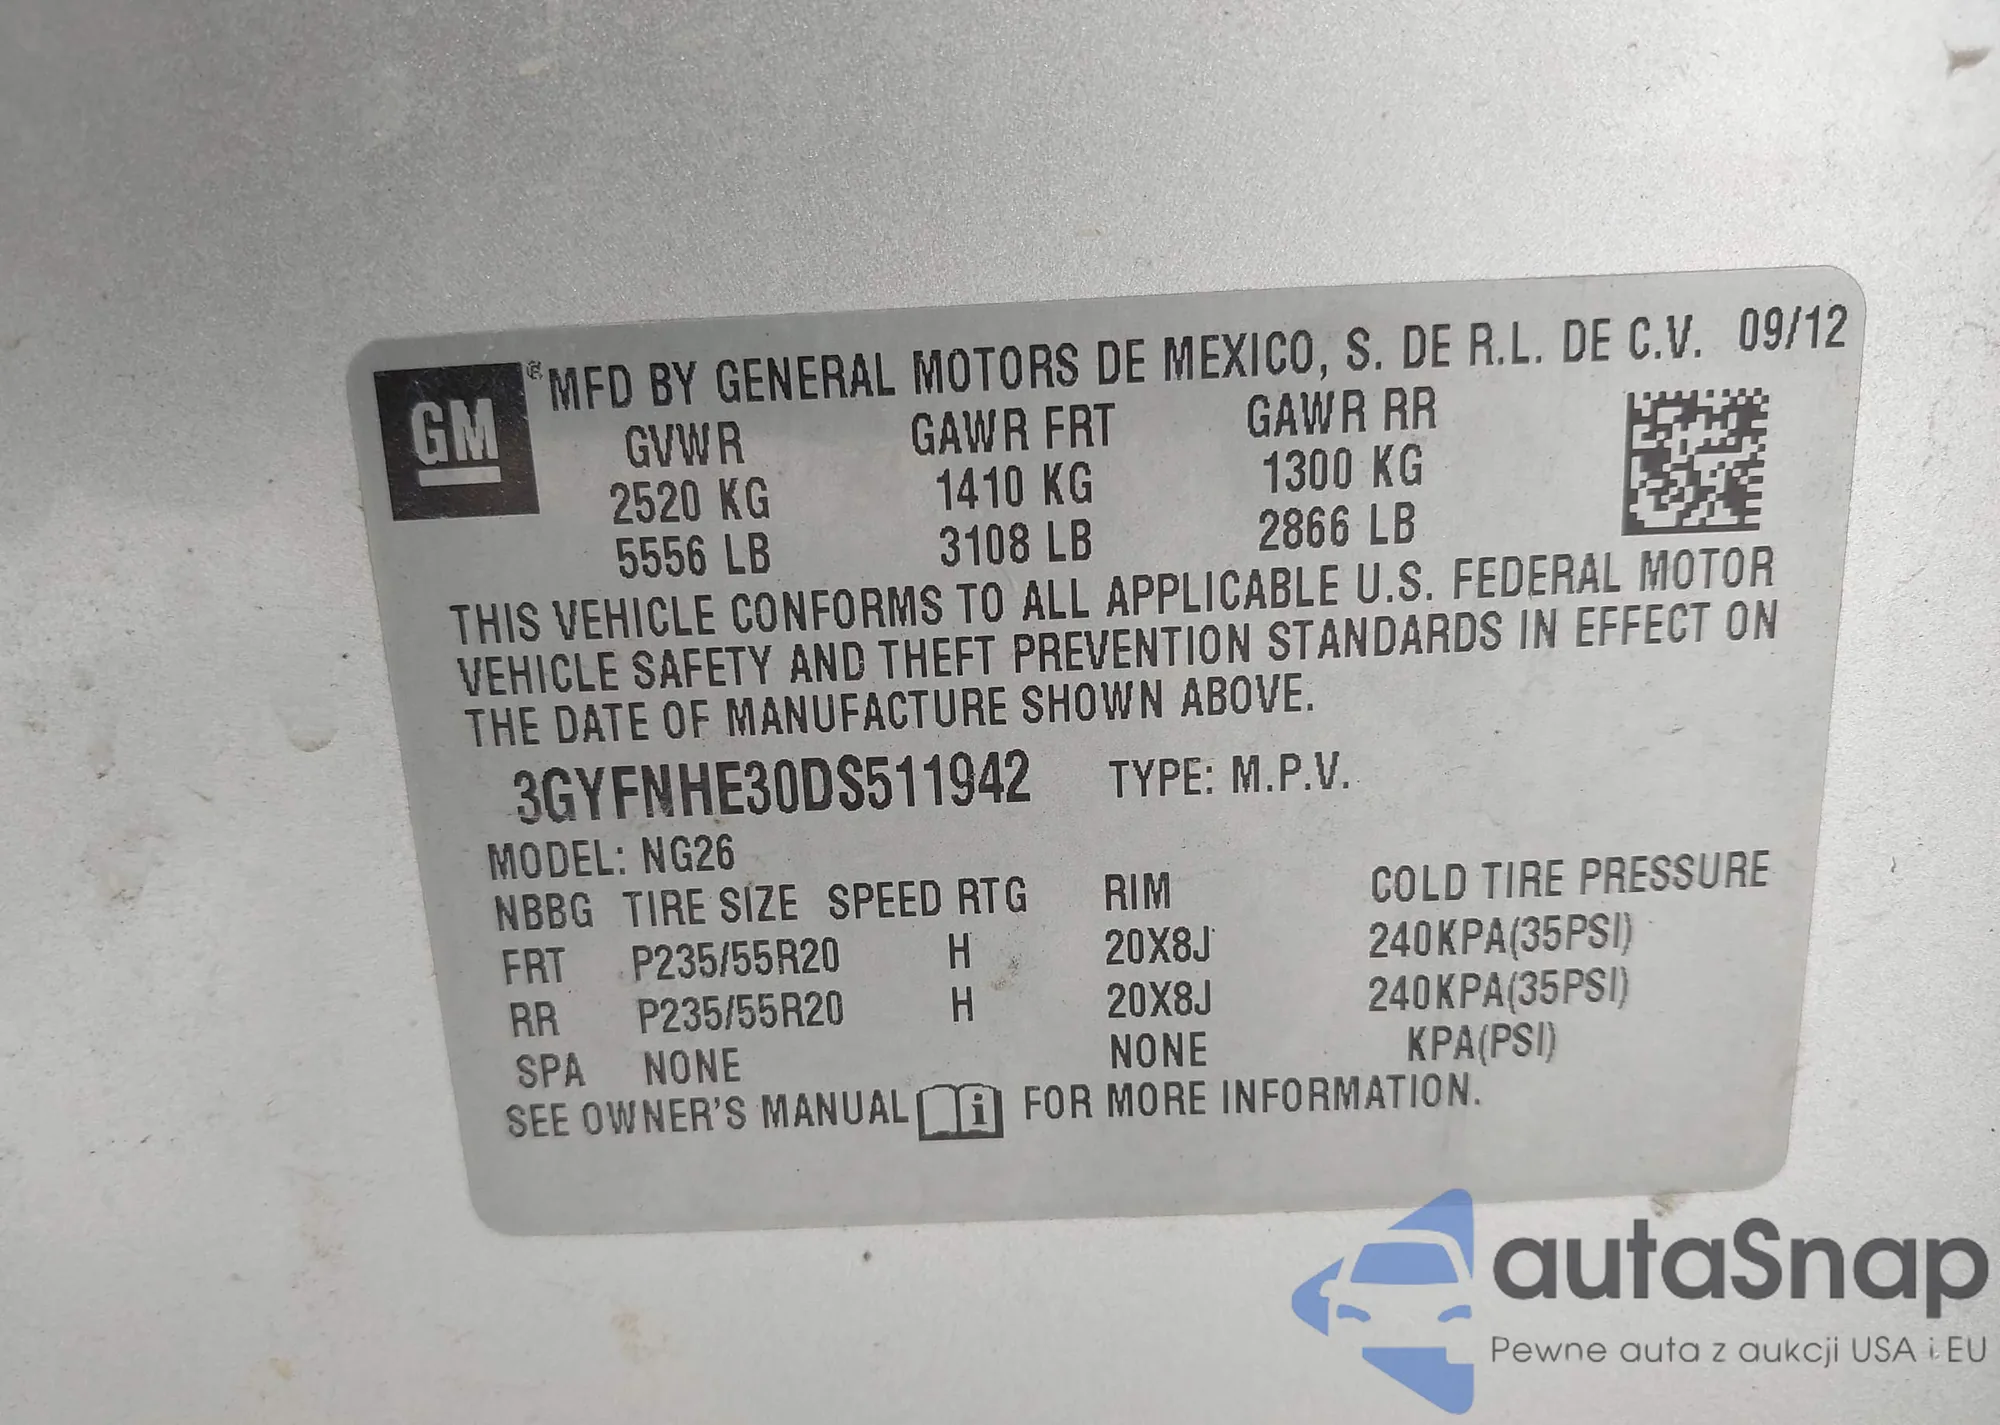 GM ® MFD BY GENERAL MOTORS DE MEXICO, S. DE R.L. DE C.V. 09/12
GVWR GAWR FRT GAWR RR
2520 KG 1410 KG 1300 KG
5556 LB 3108 LB 2866 LB
THIS VEHICLE CONFORMS TO ALL APPLICABLE U.S. FEDERAL MOTOR
VEHICLE SAFETY AND THEFT PREVENTION STANDARDS IN EFFECT ON
THE DATE OF MANUFACTURE SHOWN ABOVE.
3GYFNHE30DS511942 TYPE: M.P.V.
MODEL: NG26
NBBG TIRE SIZE SPEED RTG RIM COLD TIRE PRESSURE
FRT P235/55R20 H 20X8J 240KPA(35PSI)
RR P235/55R20 H 20X8J 240KPA(35PSI)
SPA NONE NONE KPA(PSI)
SEE OWNER'S MANUAL i FOR MORE INFORMATION.
autaSnap
Pewne auta z aukcji USA i EU